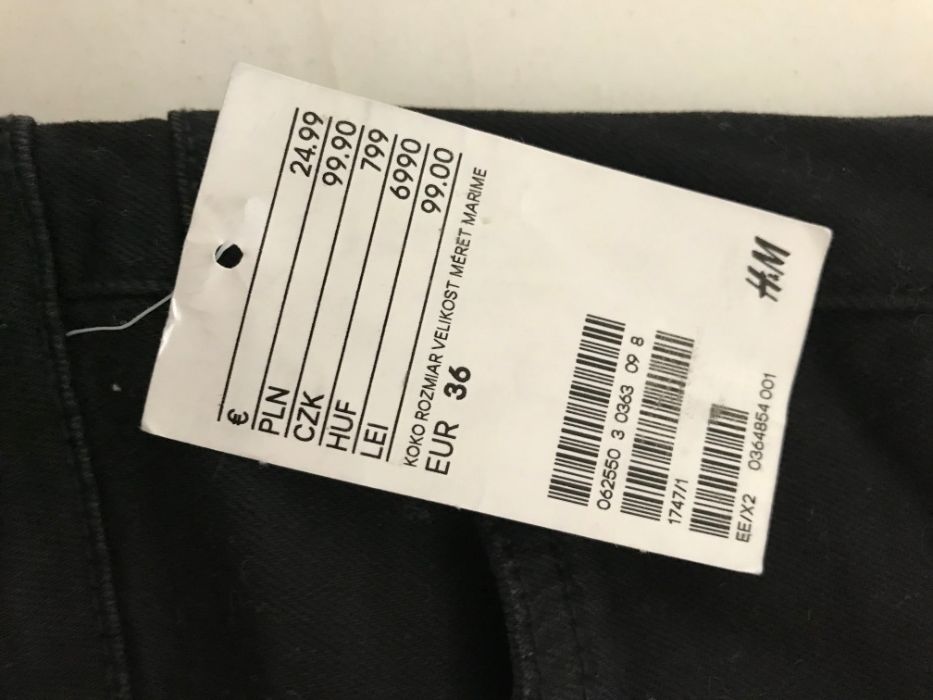 € 24.99
PLN 99.90
CZK 799
HUF 6990
LEI 99.00
KOKO ROZMIAR VELIKOST MÉRET MARIME
EUR 36
062550 3 0363 09 8
1747/1
EE/X2 0364854 001
H&M